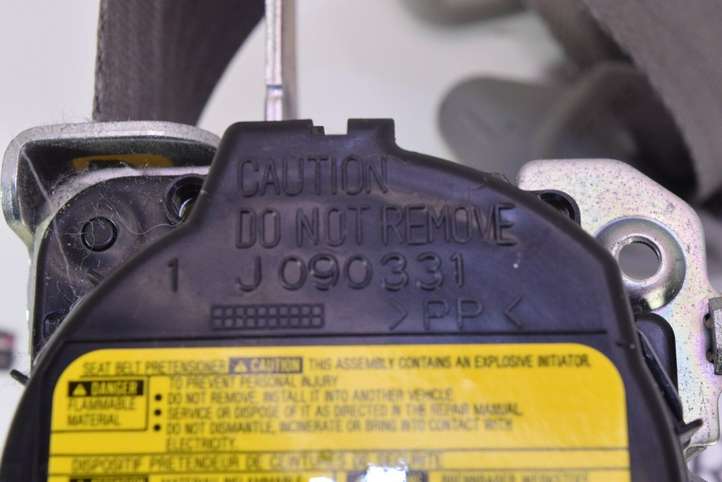 CAUTION
DO NOT REMOVE
1 J 090331
>PP<
SEAT BELT PRETENSIONER CAUTION THIS ASSEMBLY CONTAINS AN EXPLOSIVE INITIATOR.
DANGER
FLAMMABLE
MATERIAL
TO PREVENT PERSONAL INJURY
• DO NOT REMOVE, INSTALL IT INTO ANOTHER VEHICLE
• SERVICE OR DISPOSE OF IT AS DIRECTED IN THE REPAIR MANUAL.
• DO NOT DISMANTLE, INCINERATE OR BRING INTO CONTACT WITH
ELECTRICITY.
DISPOSITIF PRETENDEUR DE CEINTURES DE SECURITE